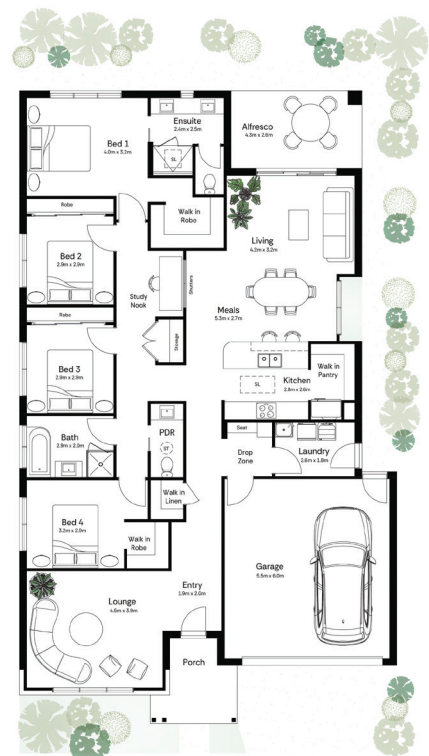 Ensuite
2.4m x 2.5m
Alfresco
4.3m x 2.6m
Bed 1
4.0m x 3.2m
SL
Robe
Walk in
Robe
Living
4.2m x 3.2m
Bed 2
2.9m x 2.9m
Study
Nook
Shutters
Meals
5.3m x 2.7m
Robe
Storage
Bed 3
2.9m x 2.9m
Walk in
Pantry
Kitchen
2.8m x 2.6m
SL
Bath
2.9m x 2.0m
PDR
ST
Seat
Drop
Zone
Laundry
2.6m x 1.8m
Walk in
Linen
Bed 4
3.2m x 2.9m
Walk in
Robe
Garage
5.5m x 6.0m
Entry
1.9m x 2.0m
Lounge
4.6m x 3.9m
Porch